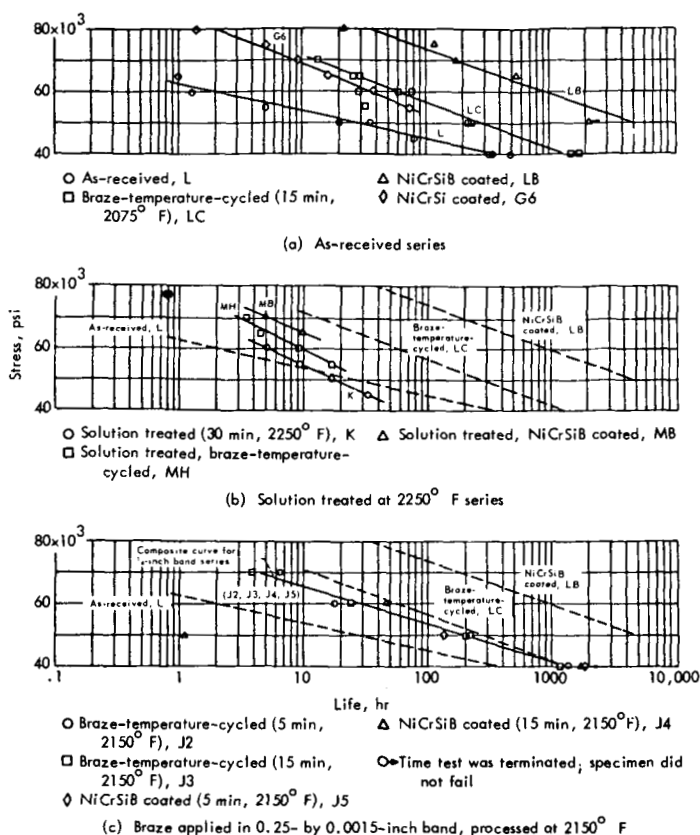 80×10³
60
40
G6
LB
LC
L
○ As-received, L
□ Braze-temperature-cycled (15 min,
2075° F), LC
△ NiCrSiB coated, LB
◇ NiCrSi coated, G6
(a) As-received series
Stress, psi
80×10³
60
40
As-received, L
MH
MB
K
Braze-
temperature-
cycled, LC
NiCrSiB
coated, LB
○ Solution treated (30 min, 2250° F), K
□ Solution treated, braze-temperature-
cycled, MH
△ Solution treated, NiCrSiB coated, MB
(b) Solution treated at 2250° F series
80×10³
60
40
Composite curve for
-inch band series
(J2, J3, J4, J5)
As-received, L
Braze-
temperature-
cycled, LC
NiCrSiB
coated, LB
.1
1
10
100
1000
10,000
Life, hr
○ Braze-temperature-cycled (5 min,
2150° F), J2
□ Braze-temperature-cycled (15 min,
2150° F), J3
◇ NiCrSiB coated (5 min, 2150° F), J5
△ NiCrSiB coated (15 min, 2150° F), J4
○➛Time test was terminated; specimen did
not fail
(c) Braze applied in 0.25- by 0.0015-inch band, processed at 2150° F